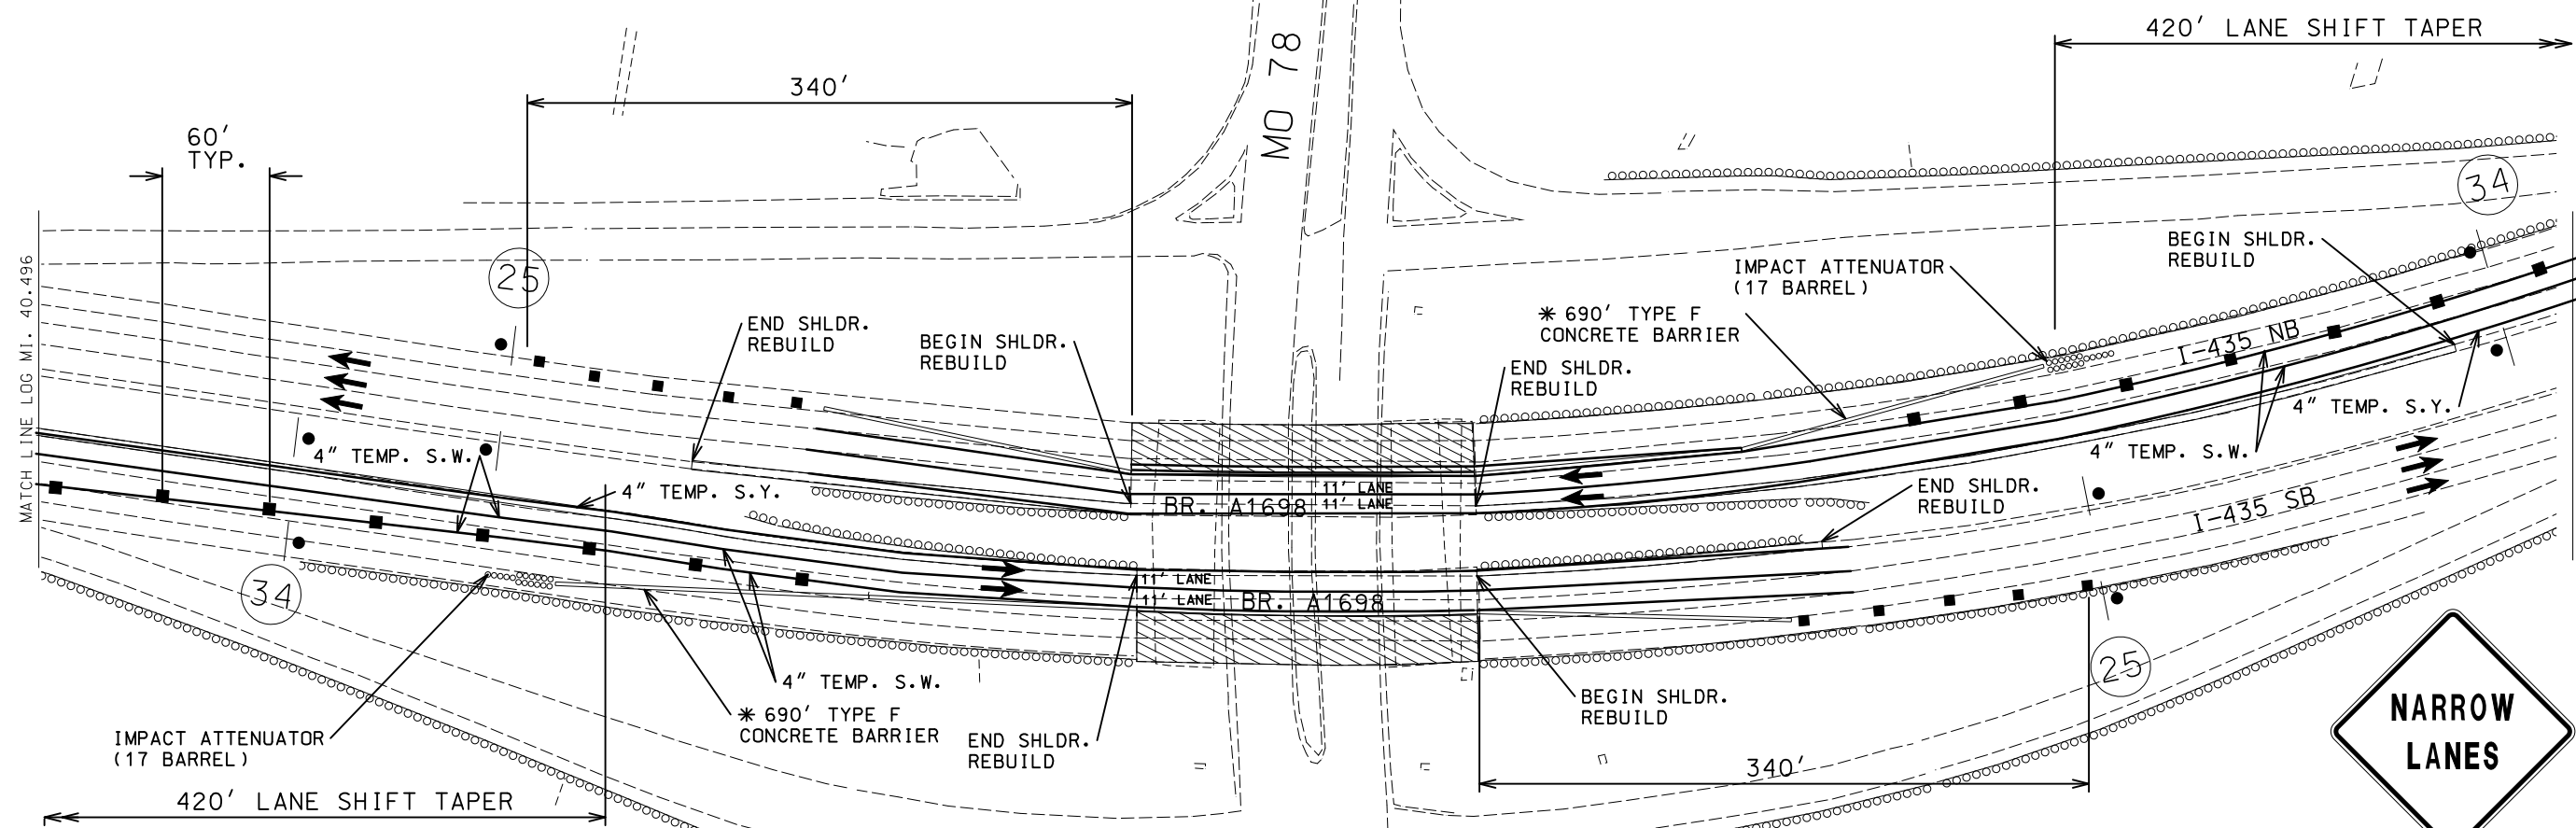 420' LANE SHIFT TAPER
MO 78
340'
60'
TYP.
34
25
BEGIN SHLDR.
REBUILD
IMPACT ATTENUATOR
(17 BARREL)
MATCH LINE LOG MI. 40.496
* 690' TYPE F
CONCRETE BARRIER
END SHLDR.
REBUILD
BEGIN SHLDR.
REBUILD
I-435 NB
END SHLDR.
REBUILD
4" TEMP. S.Y.
4" TEMP. S.W.
4" TEMP. S.W.
4" TEMP. S.Y.
11' LANE
BR. A1698
11' LANE
END SHLDR.
REBUILD
I-435 SB
11' LANE
11' LANE
BR. A1698
34
25
4" TEMP. S.W.
* 690' TYPE F
CONCRETE BARRIER
BEGIN SHLDR.
REBUILD
IMPACT ATTENUATOR
(17 BARREL)
END SHLDR.
REBUILD
340'
NARROW
LANES
420' LANE SHIFT TAPER